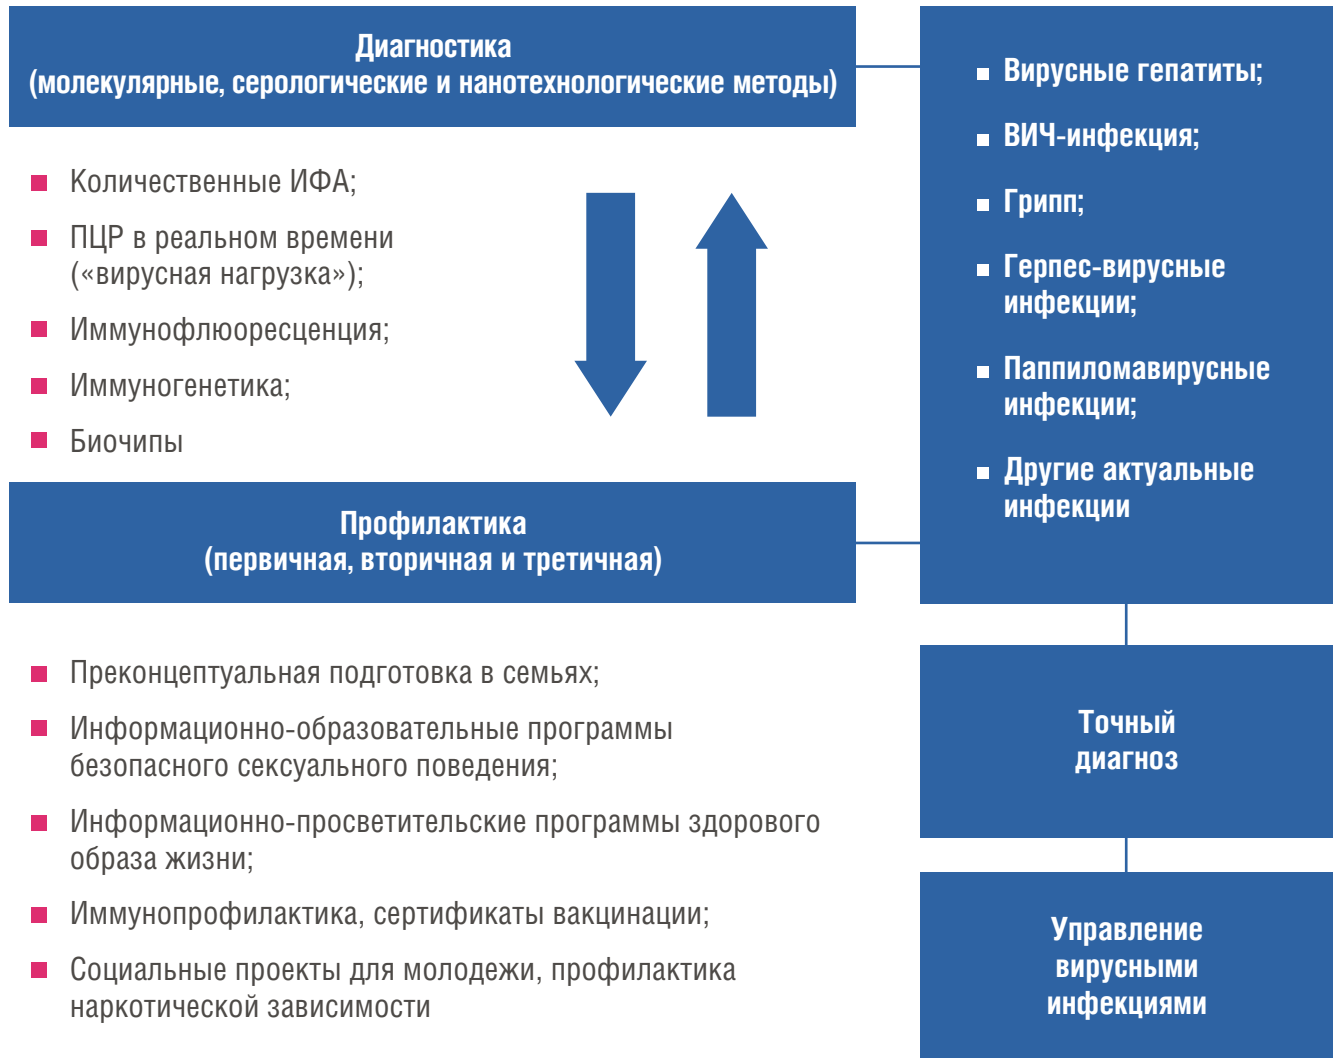 Диагностика
(молекулярные, серологические и нанотехнологические методы)
Количественные ИФА;
ПЦР в реальном времени
(«вирусная нагрузка»);
Иммунофлюоресценция;
Иммуногенетика;
Биочипы
Профилактика
(первичная, вторичная и третичная)
Преконцептуальная подготовка в семьях;
Информационно-образовательные программы
безопасного сексуального поведения;
Информационно-просветительские программы здорового
образа жизни;
Иммунопрофилактика, сертификаты вакцинации;
Социальные проекты для молодежи, профилактика
наркотической зависимости
Вирусные гепатиты;
ВИЧ-инфекция;
Грипп;
Герпес-вирусные
инфекции;
Паппиломавирусные
инфекции;
Другие актуальные
инфекции
Точный
диагноз
Управление
вирусными
инфекциями